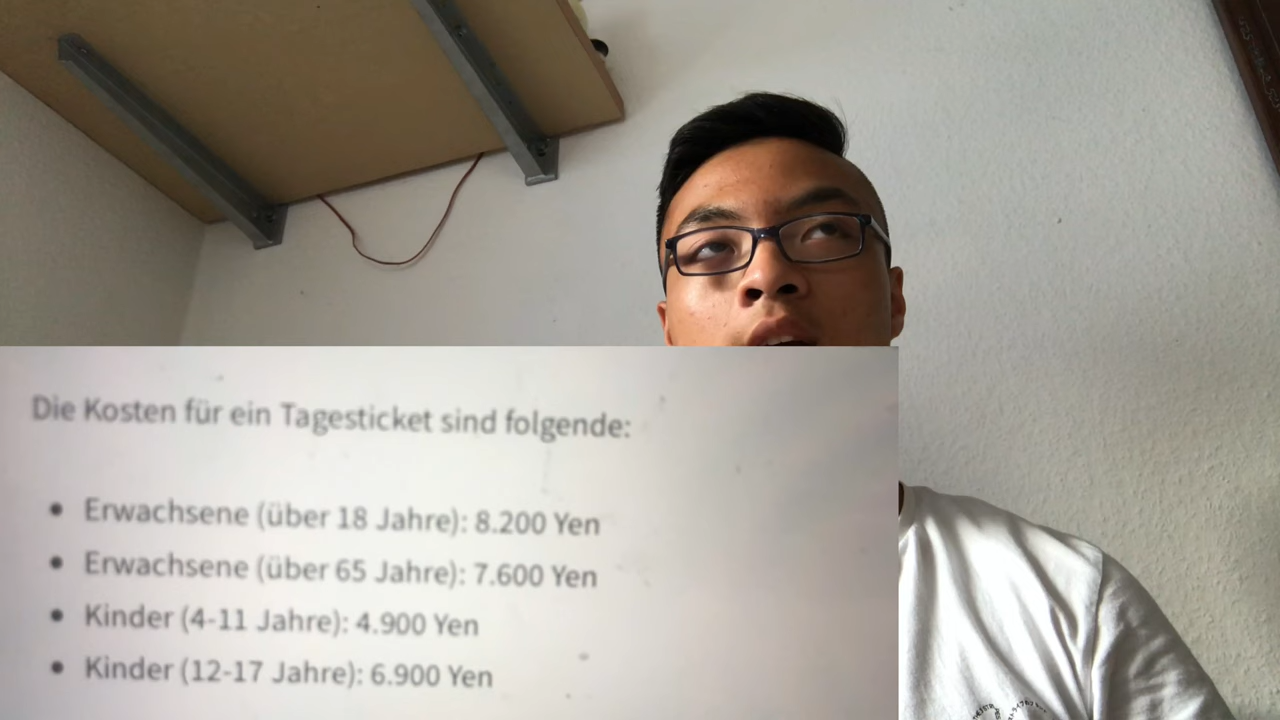 Die Kosten für ein Tagesticket sind folgende:
• Erwachsene (über 18 Jahre): 8.200 Yen
• Erwachsene (über 65 Jahre): 7.600 Yen
• Kinder (4-11 Jahre): 4.900 Yen
• Kinder (12-17 Jahre): 6.900 Yen